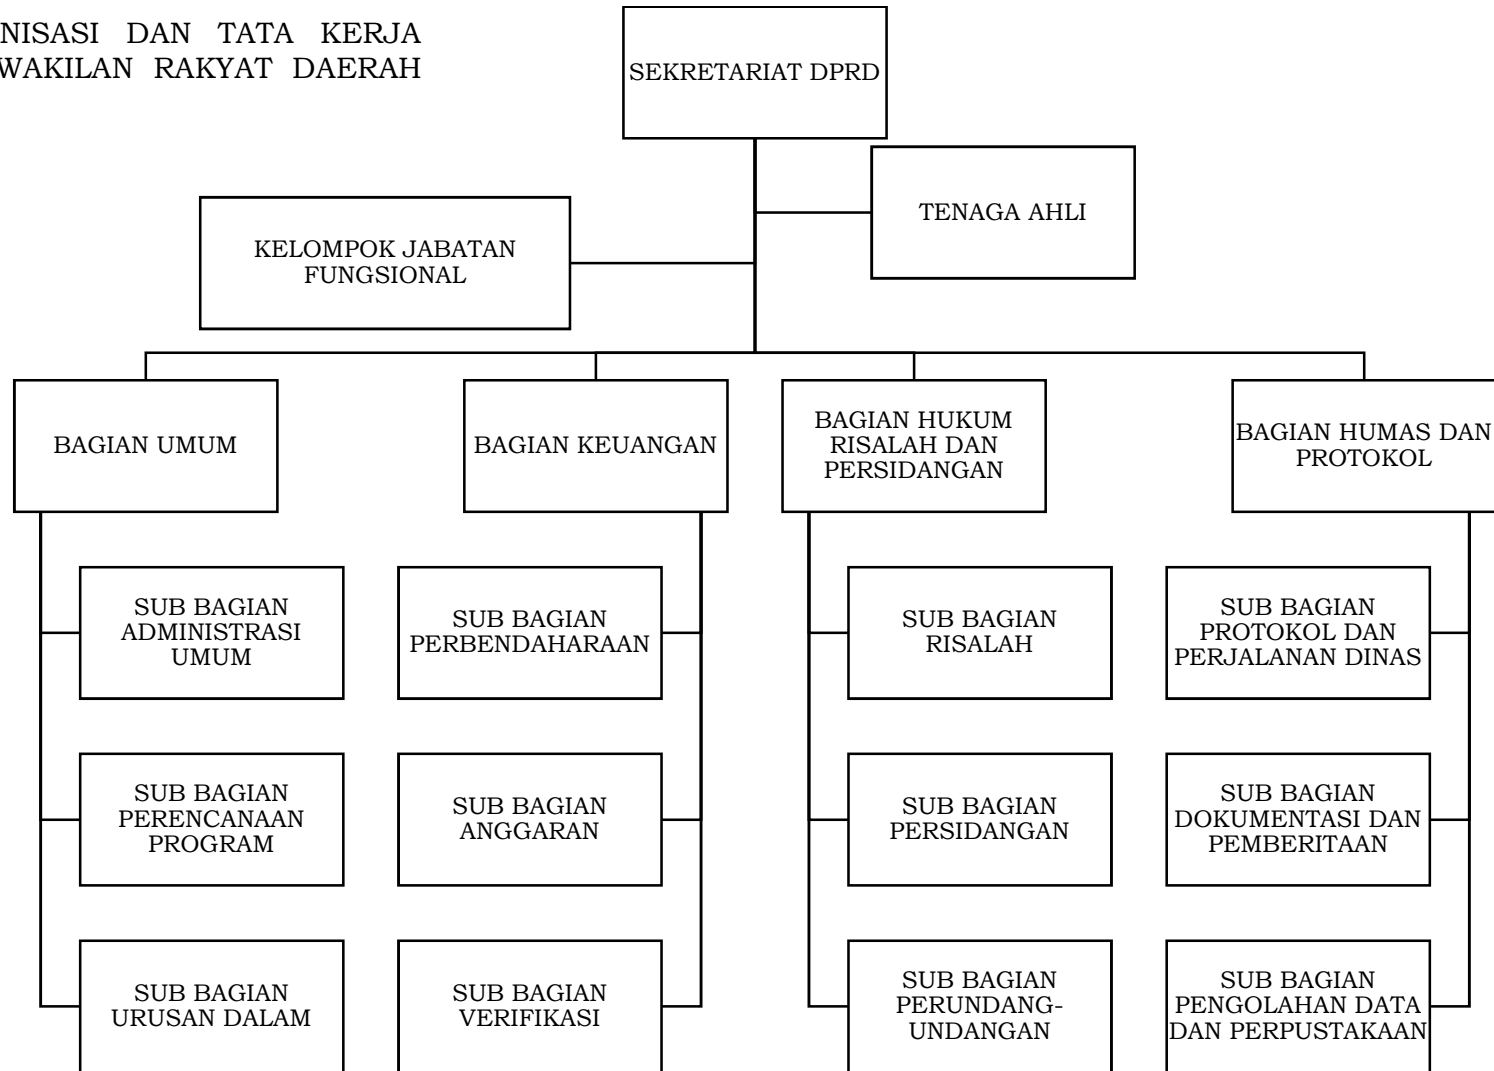 NISASI DAN TATA KERJA
WAKILAN RAKYAT DAERAH
SEKRETARIAT DPRD
TENAGA AHLI
KELOMPOK JABATAN
FUNGSIONAL
BAGIAN UMUM
BAGIAN KEUANGAN
BAGIAN HUKUM
RISALAH DAN
PERSIDANGAN
BAGIAN HUMAS DAN
PROTOKOL
SUB BAGIAN
ADMINISTRASI
UMUM
SUB BAGIAN
PERBENDAHARAAN
SUB BAGIAN
RISALAH
SUB BAGIAN
PROTOKOL DAN
PERJALANAN DINAS
SUB BAGIAN
PERENCANAAN
PROGRAM
SUB BAGIAN
ANGGARAN
SUB BAGIAN
PERSIDANGAN
SUB BAGIAN
DOKUMENTASI DAN
PEMBERITAAN
SUB BAGIAN
URUSAN DALAM
SUB BAGIAN
VERIFIKASI
SUB BAGIAN
PERUNDANG-
UNDANGAN
SUB BAGIAN
PENGOLAHAN DATA
DAN PERPUSTAKAAN